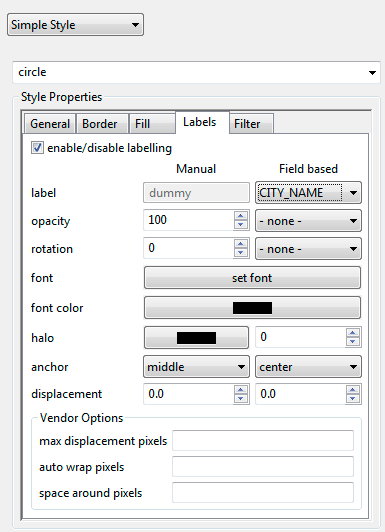 Simple Style
circle
Style Properties
General Border Fill Labels Filter
enable/disable labelling
Manual Field based
label dummy CITY_NAME
opacity 100 - none -
rotation 0 - none -
font set font
font color
halo 0
anchor middle center
displacement 0.0 0.0
Vendor Options
max displacement pixels
auto wrap pixels
space around pixels